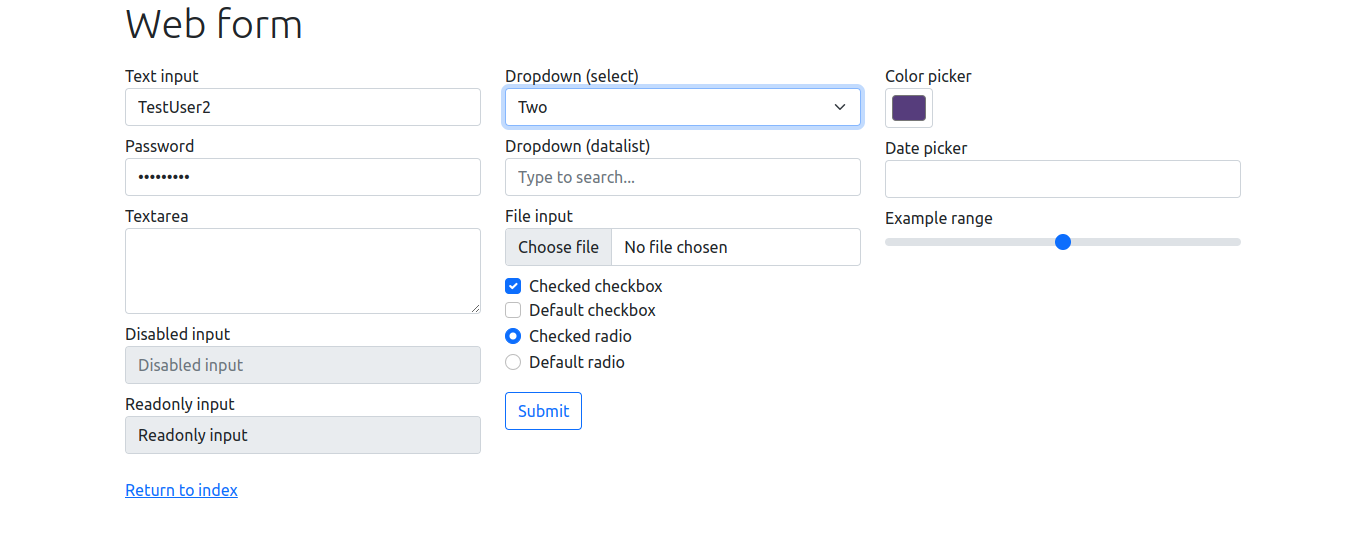 Web form
Text input
TestUser2
Password
•••••••••
Textarea
Disabled input
Disabled input
Readonly input
Readonly input
Return to index
Dropdown (select)
Two
Dropdown (datalist)
Type to search...
File input
Choose file No file chosen
Checked checkbox
Default checkbox
Checked radio
Default radio
Submit
Color picker
Date picker
Example range